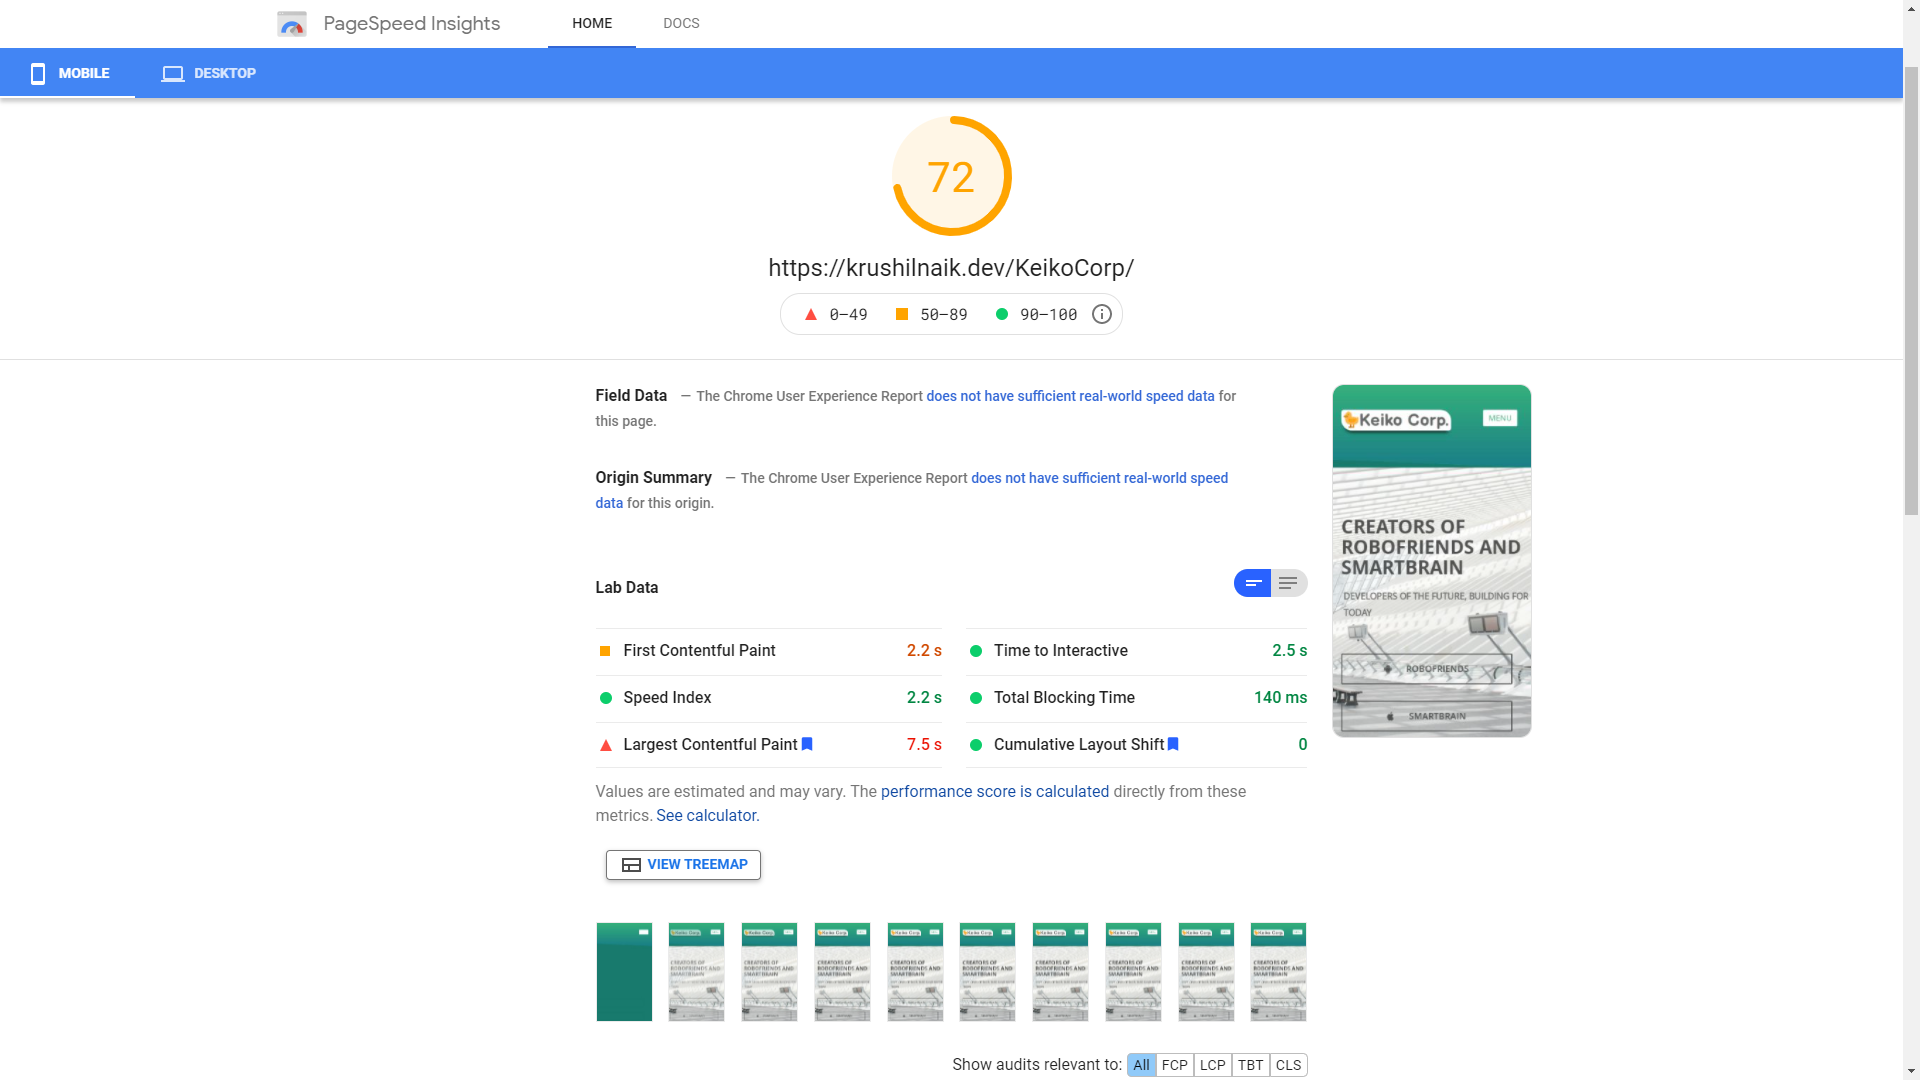 PageSpeed Insights
HOME
DOCS
MOBILE
DESKTOP
72
https://krushilnaik.dev/KeikoCorp/
0–49
50–89
90–100
Field Data — The Chrome User Experience Report does not have sufficient real-world speed data for
this page.
Origin Summary — The Chrome User Experience Report does not have sufficient real-world speed
data for this origin.
Lab Data
First Contentful Paint 2.2 s
Time to Interactive 2.5 s
Speed Index 2.2 s
Total Blocking Time 140 ms
Largest Contentful Paint 7.5 s
Cumulative Layout Shift 0
Values are estimated and may vary. The performance score is calculated directly from these
metrics. See calculator.
VIEW TREEMAP
Keiko Corp.
MENU
CREATORS OF
ROBOFRIENDS AND
SMARTBRAIN
DEVELOPERS OF THE FUTURE, BUILDING FOR
TODAY
ROBOFRIENDS
SMARTBRAIN
Show audits relevant to: All FCP LCP TBT CLS